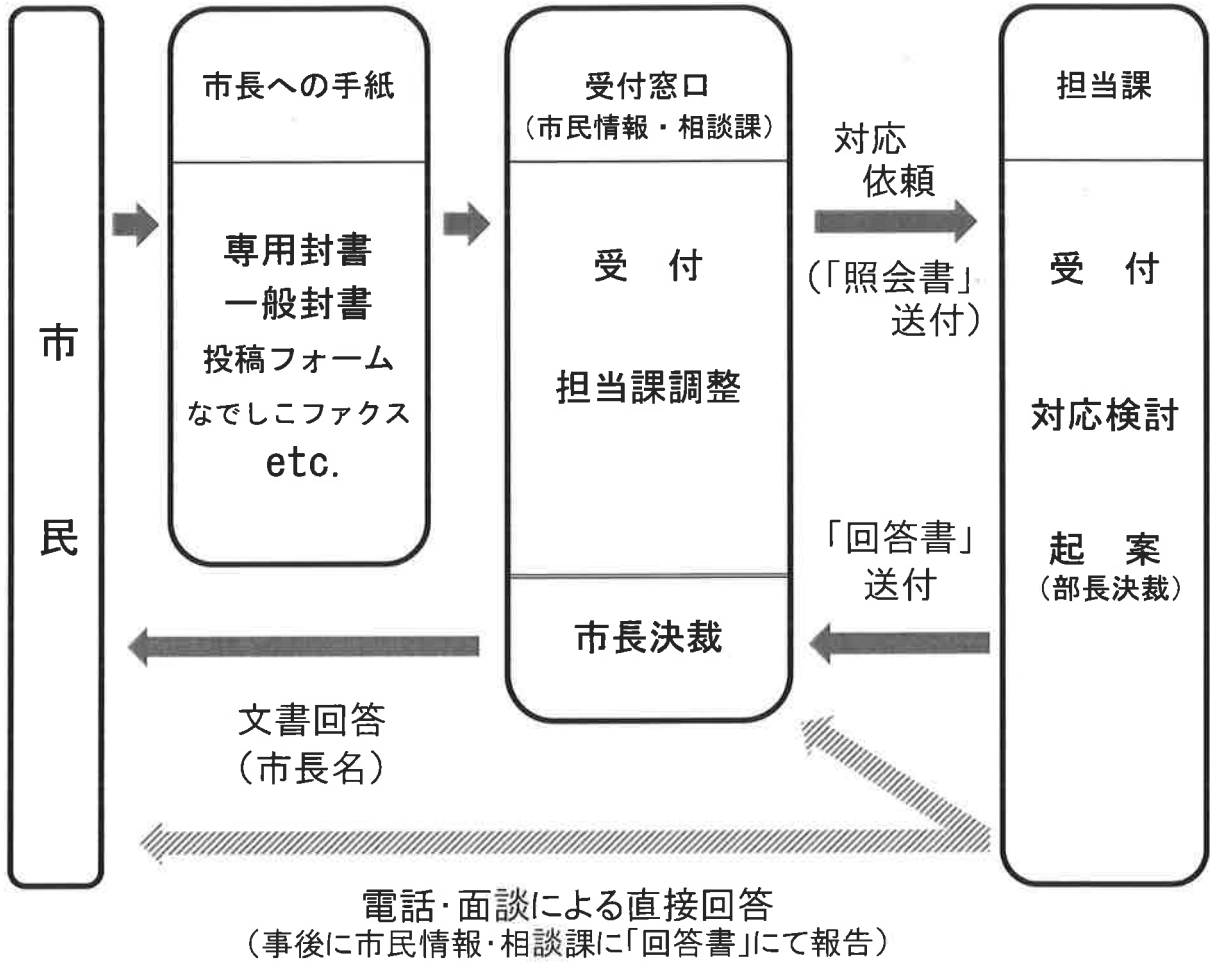 市民
市長への手紙
専用封書
一般封書
投稿フォーム
なでしこファクス
etc.
受付窓口
(市民情報・相談課)
受 付
担当課調整
市長決裁
対応
依頼
(「照会書」
送付)
「回答書」
送付
担当課
受 付
対応検討
起 案
(部長決裁)
文書回答
(市長名)
電話・面談による直接回答
(事後に市民情報・相談課に「回答書」にて報告)